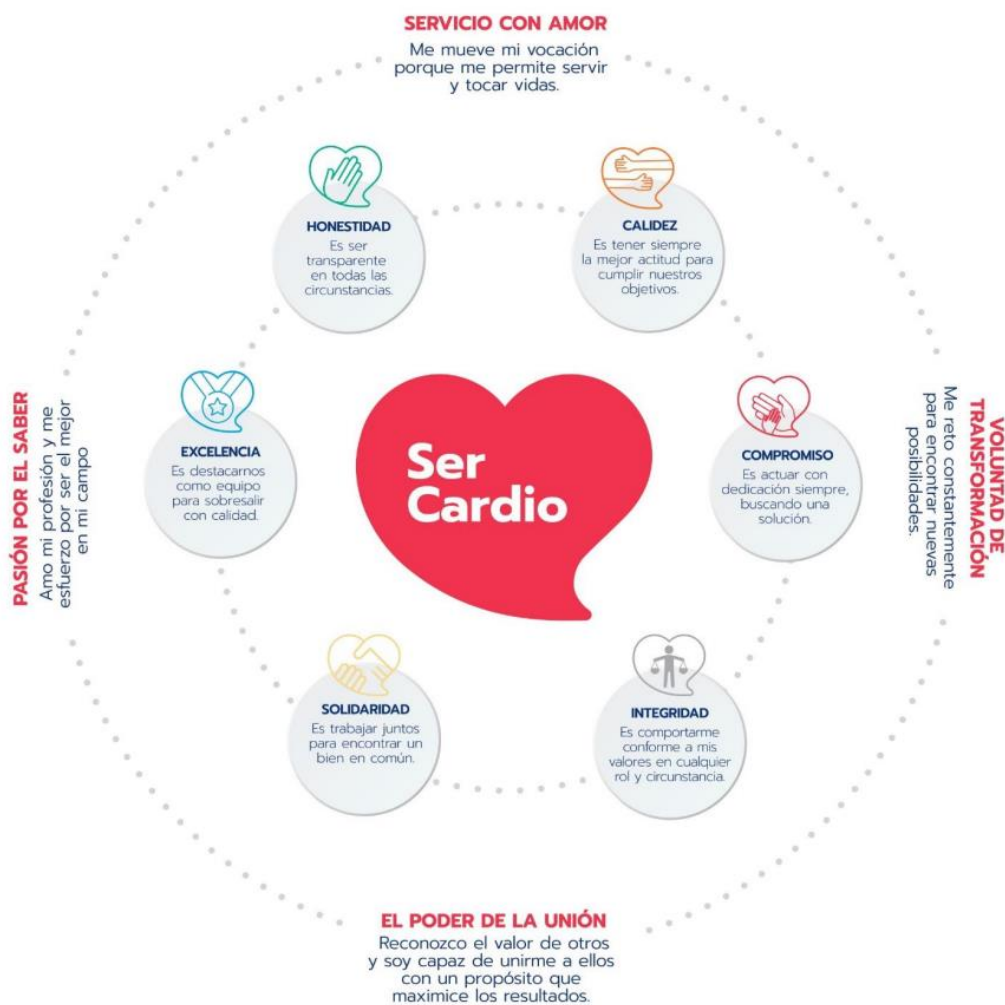 SERVICIO CON AMOR
Me mueve mi vocación
porque me permite servir
y tocar vidas.
HONESTIDAD
Es ser
transparente
en todas las
circunstancias.
CALIDEZ
Es tener siempre
la mejor actitud para
cumplir nuestros
objetivos.
PASIÓN POR EL SABER
Amo mi profesión y me
esfuerzo por ser el mejor
en mi campo
EXCELENCIA
Es destacarnos
como equipo
para sobresalir
con calidad.
Ser
Cardio
COMPROMISO
Es actuar con
dedicación siempre,
buscando una
solución.
VOLUNTAD DE
TRANSFORMACIÓN
Me reto constantemente
para encontrar nuevas
posibilidades.
SOLIDARIDAD
Es trabajar juntos
para encontrar un
bien en común.
INTEGRIDAD
Es comportarme
conforme a mis
valores en cualquier
rol y circunstancia.
EL PODER DE LA UNIÓN
Reconozco el valor de otros
y soy capaz de unirme a ellos
con un propósito que
maximice los resultados.